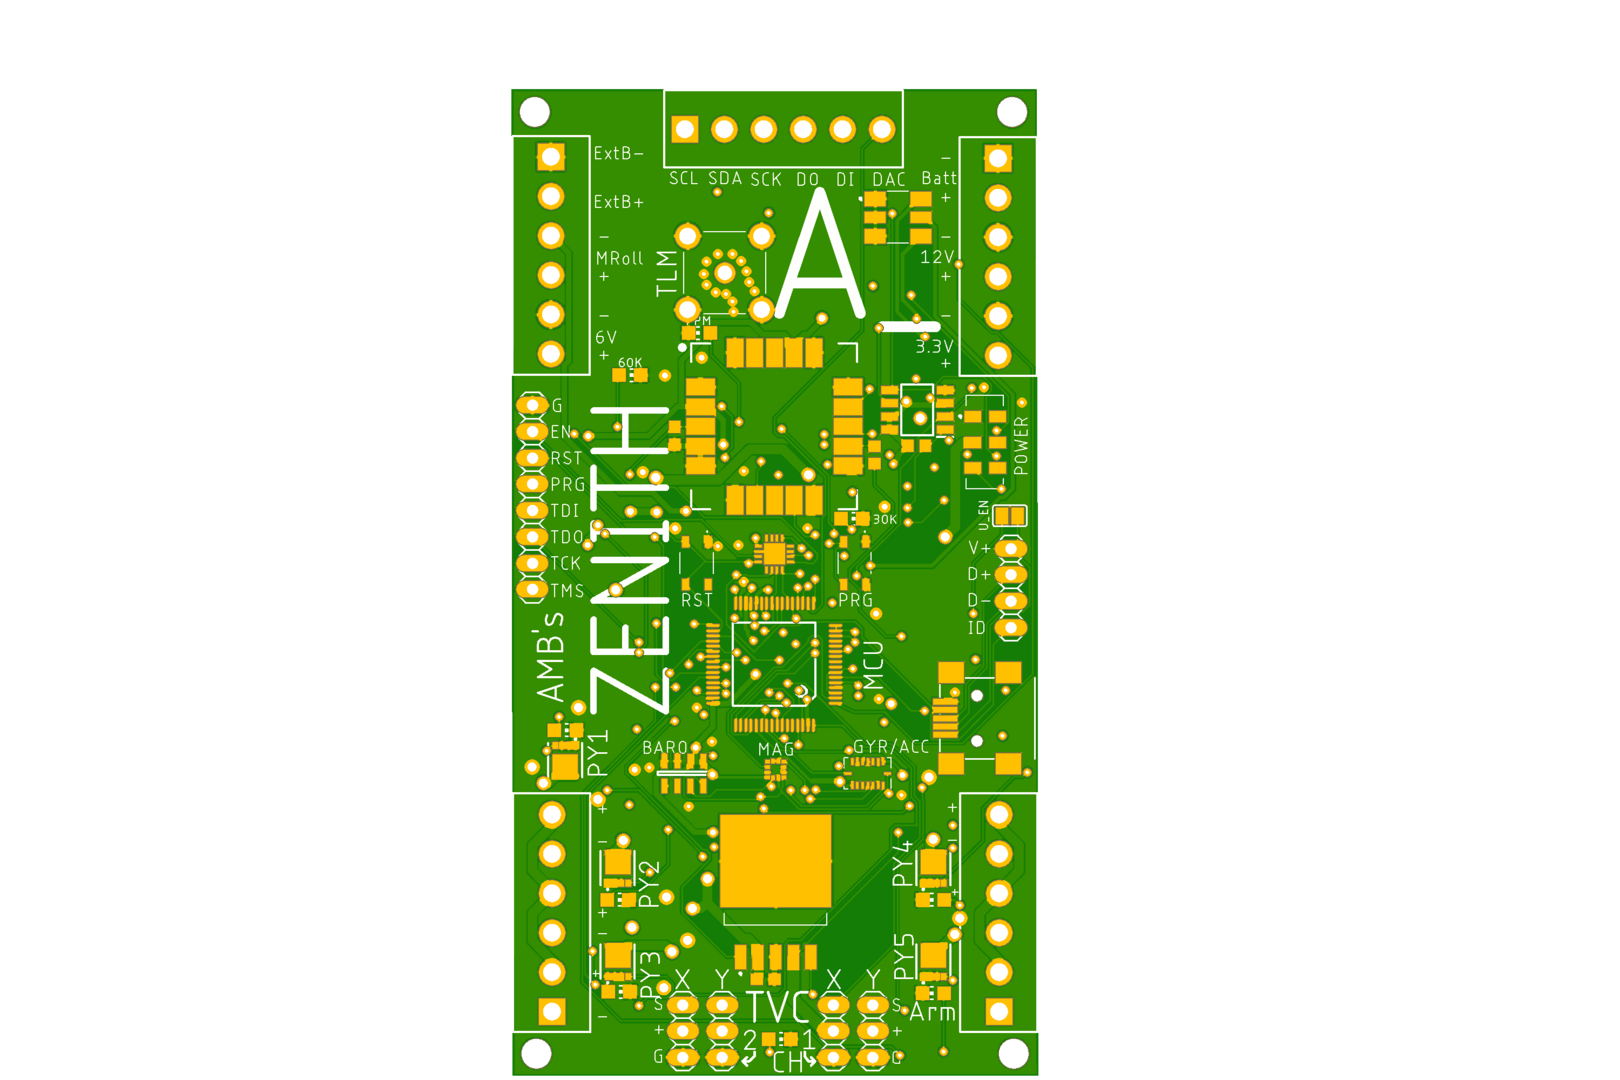 ExtB-
SCL SDA SCK DO DI DAC
-
Batt
+
ExtB+
A
-
MRoll
+
TLM
-
12V
+
-
6V
+
-
3.3V
+
60K
G
EN
RST
PRG
TDI
TDO
TCK
TMS
AMB's
ZENITH
POWER
30K
U_EN
V+
D+
D-
ID
RST
PRG
MCU
PY1
BARO
MAG
GYR/ACC
+
-
PY2
+
-
PY3
+
-
+
-
PY4
+
PY5
X Y
X Y
TVC
S
+
G
2
1
CH
S
+
G
Arm